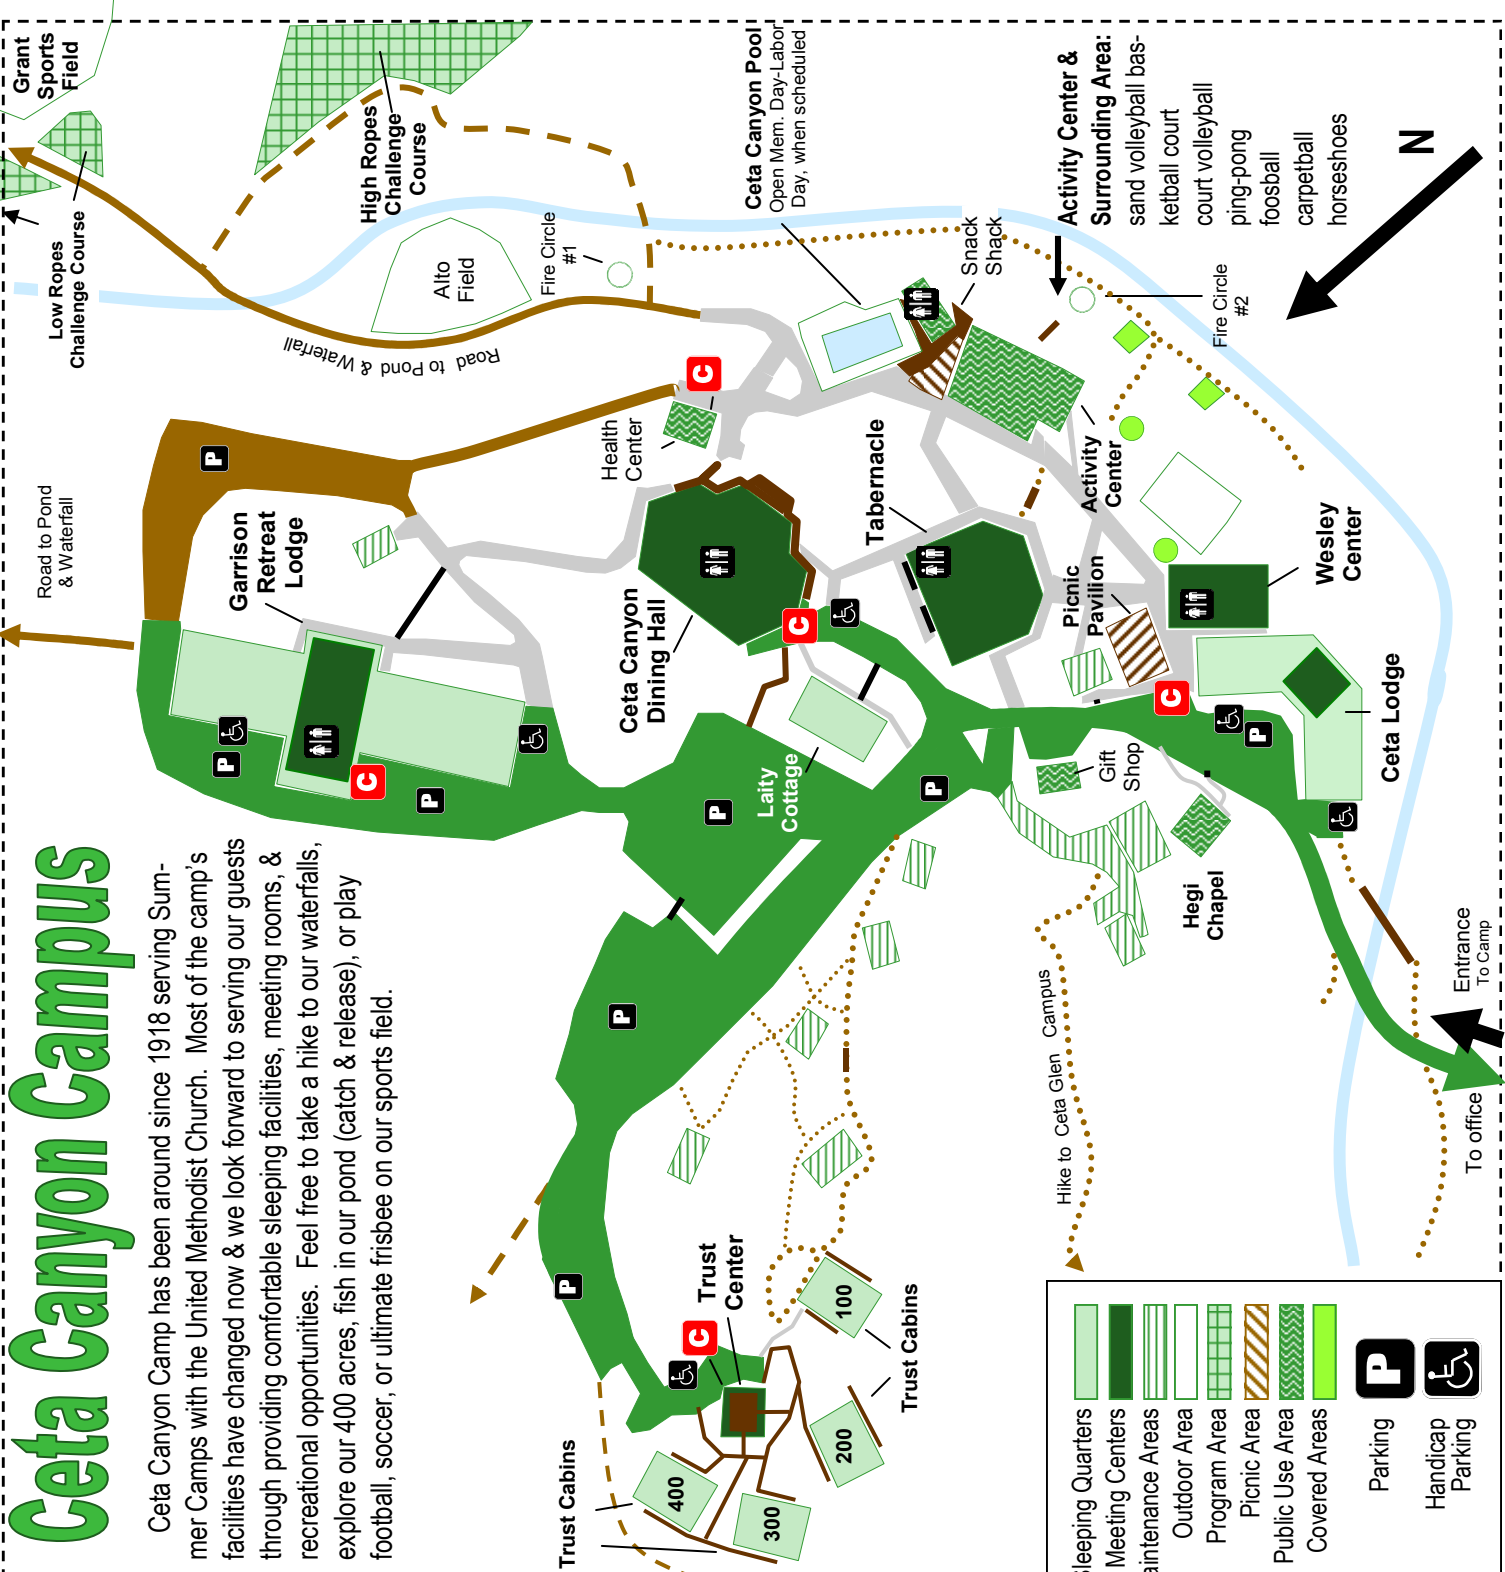 Ceta Canyon Campus
Ceta Canyon Camp has been around since 1918 serving Sum-
mer Camps with the United Methodist Church. Most of the camp's
facilities have changed now & we look forward to serving our guests
through providing comfortable sleeping facilities, meeting rooms, &
recreational opportunities. Feel free to take a hike to our waterfalls,
explore our 400 acres, fish in our pond (catch & release), or play
football, soccer, or ultimate frisbee on our sports field.
Road to Pond
& Waterfall
Grant
Sports
Field
Low Ropes
Challenge Course
High Ropes
Challenge
Course
Road to Pond & Waterfall
Alto
Field
Fire Circle
#1
Ceta Canyon Pool
Open Mem. Day-Labor
Day, when scheduled
Snack
Shack
Activity Center &
Surrounding Area:
sand volleyball bas-
ketball court
court volleyball
ping-pong
foosball
carpetball
horseshoes
N
Fire Circle
#2
P
Garrison
Retreat
Lodge
P
C
P
Health
Center
C
Ceta Canyon
Dining Hall
C
Tabernacle
Activity
Center
Picnic
Pavilion
Wesley
Center
Laity
Cottage
P
P
C
P
Gift
Shop
Ceta Lodge
Hegi
Chapel
P
P
Hike to Ceta Glen Campus
Entrance
To Camp
To office
Trust
Center
C
Trust Cabins
Trust Cabins
100
200
300
400
Sleeping Quarters
Meeting Centers
aintenance Areas
Outdoor Area
Program Area
Picnic Area
Public Use Area
Covered Areas
P
Parking
Handicap
Parking